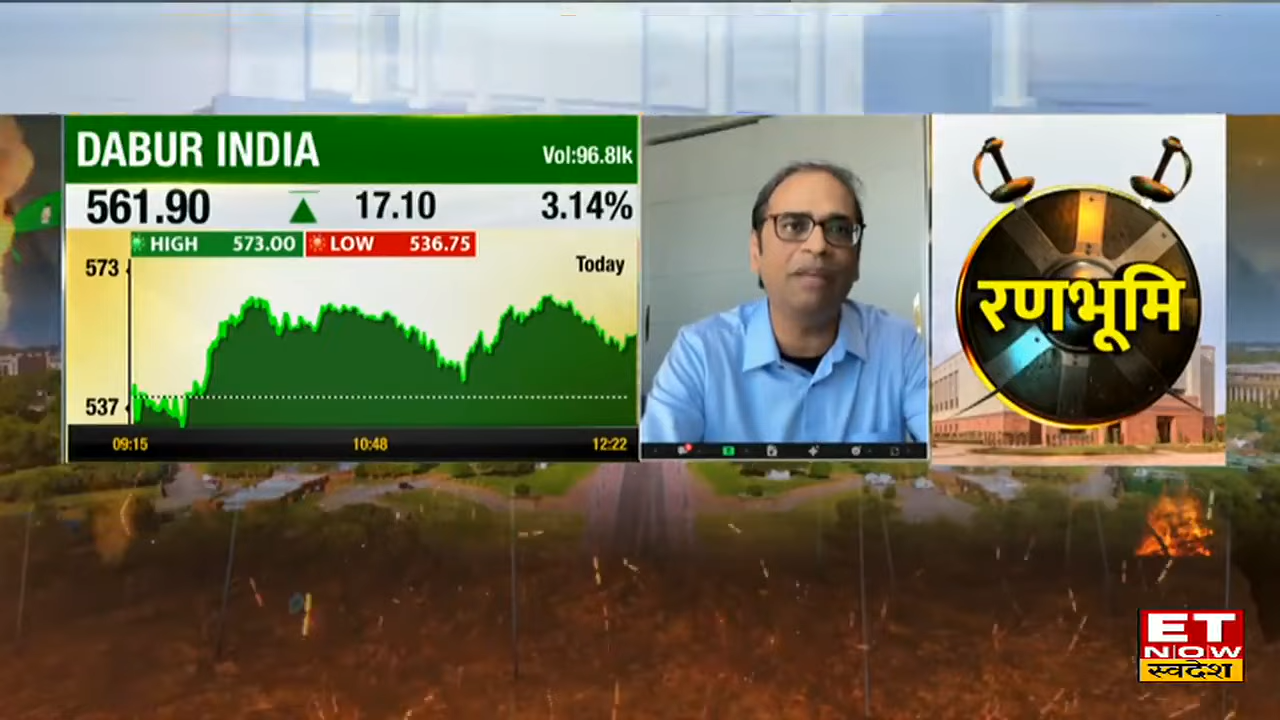 DABUR INDIA
Vol:96.8lk
561.90 17.10 3.14%
HIGH 573.00 LOW 536.75
573
Today
537
09:15 10:48 12:22
रणभूमि
ET
NOW
स्वदेश